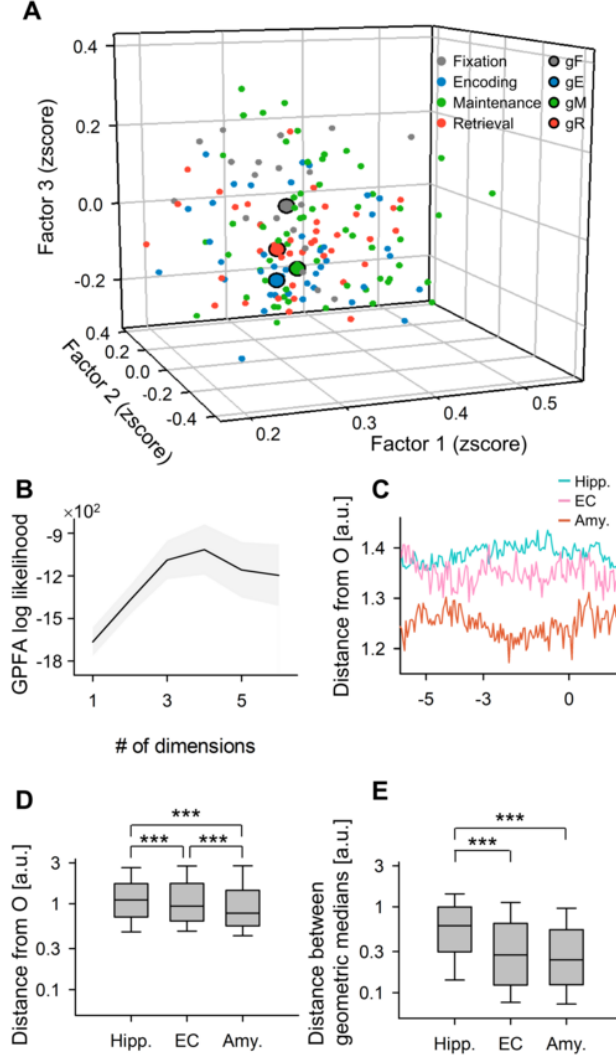 A
0.4
0.2
0.0
-0.2
Factor 3 (zscore)
Fixation
Encoding
Maintenance
Retrieval
gF
gE
gM
gR
0.4
0.2
0.0
-0.2
-0.4
Factor 2 (zscore)
0.2
0.3
0.4
0.5
Factor 1 (zscore)
B
×10²
-9
-12
-15
-18
GPFA log likelihood
1
3
5
# of dimensions
C
Hipp.
EC
Amy.
1.4
1.3
1.2
Distance from O [a.u.]
-5
-3
0
D
***
***
***
3
1
0.3
0.1
Distance from O [a.u.]
Hipp.
EC
Amy.
E
***
***
3
1
0.3
0.1
Distance between
geometric medians [a.u.]
Hipp.
EC
Amy.